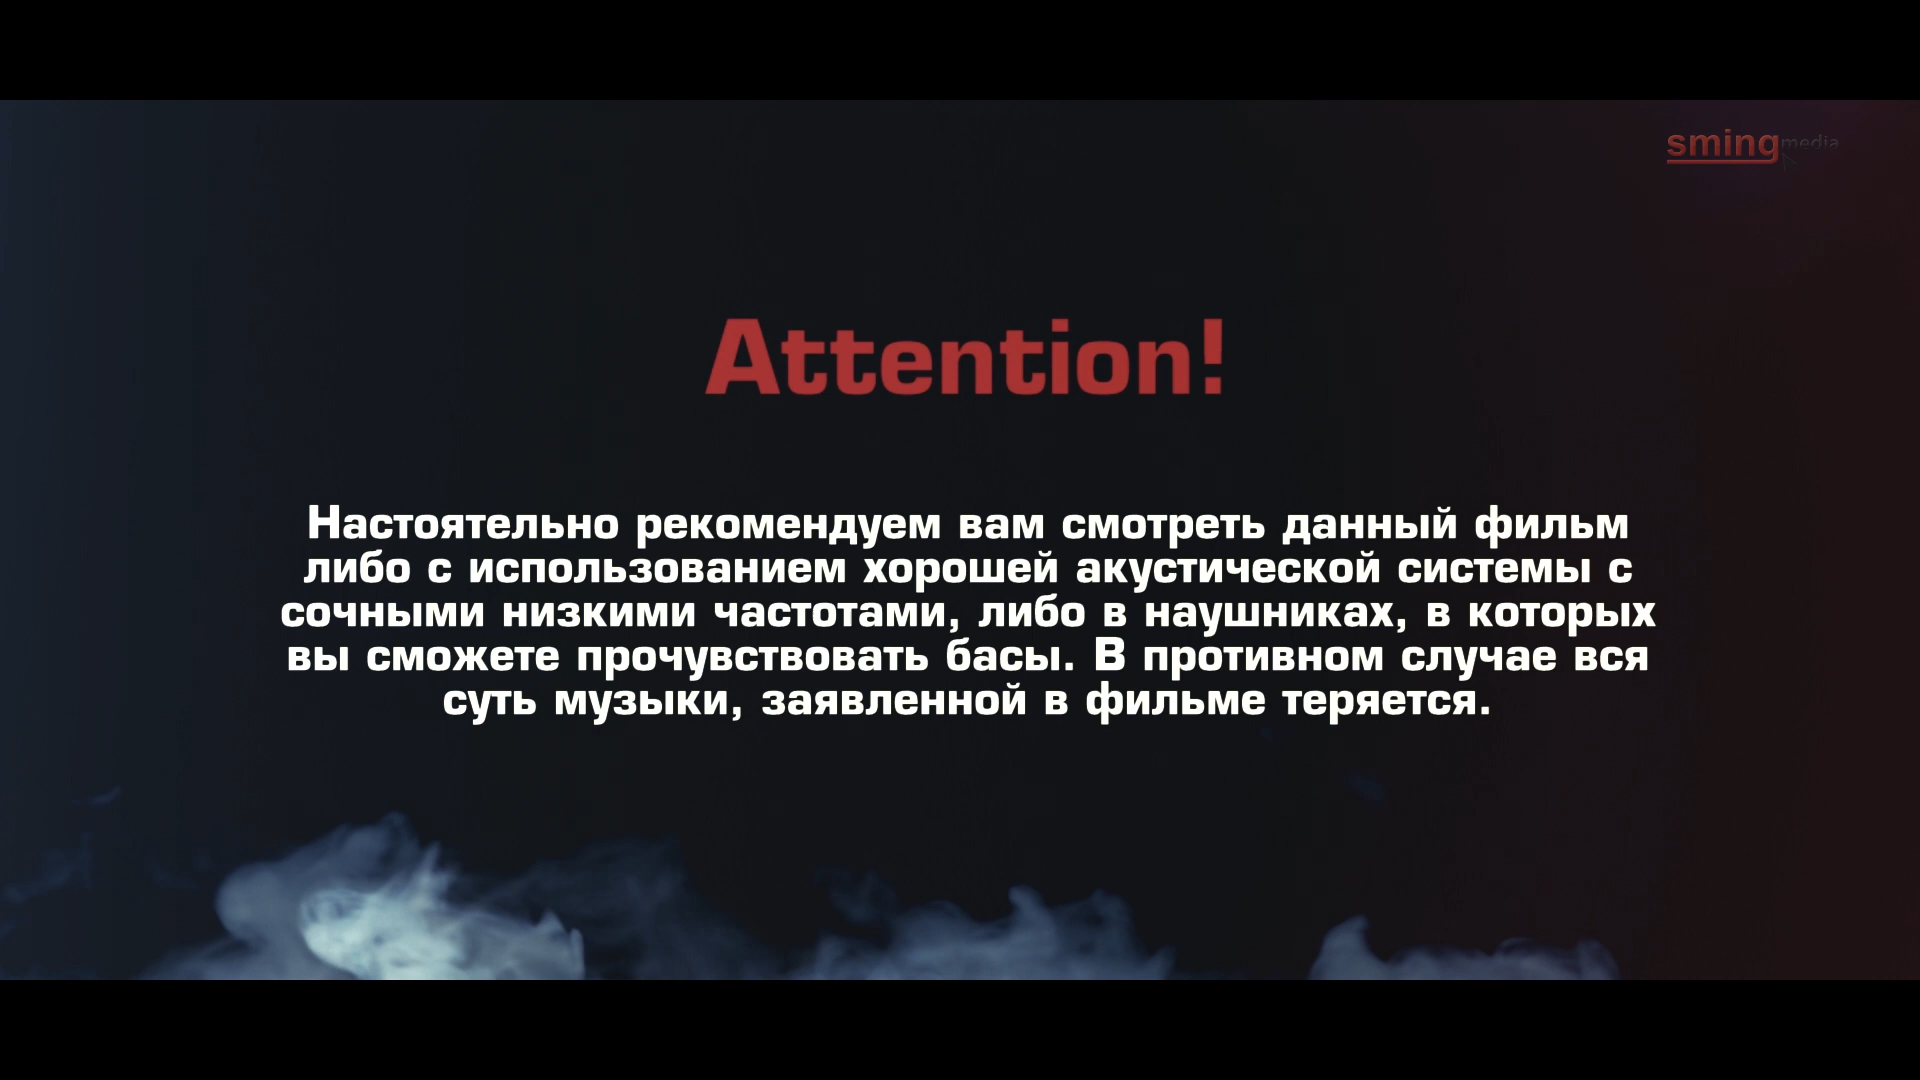 smingmedia
Attention!
Настоятельно рекомендуем вам смотреть данный фильм
либо с использованием хорошей акустической системы с
сочными низкими частотами, либо в наушниках, в которых
вы сможете прочувствовать басы. В противном случае вся
суть музыки, заявленной в фильме теряется.